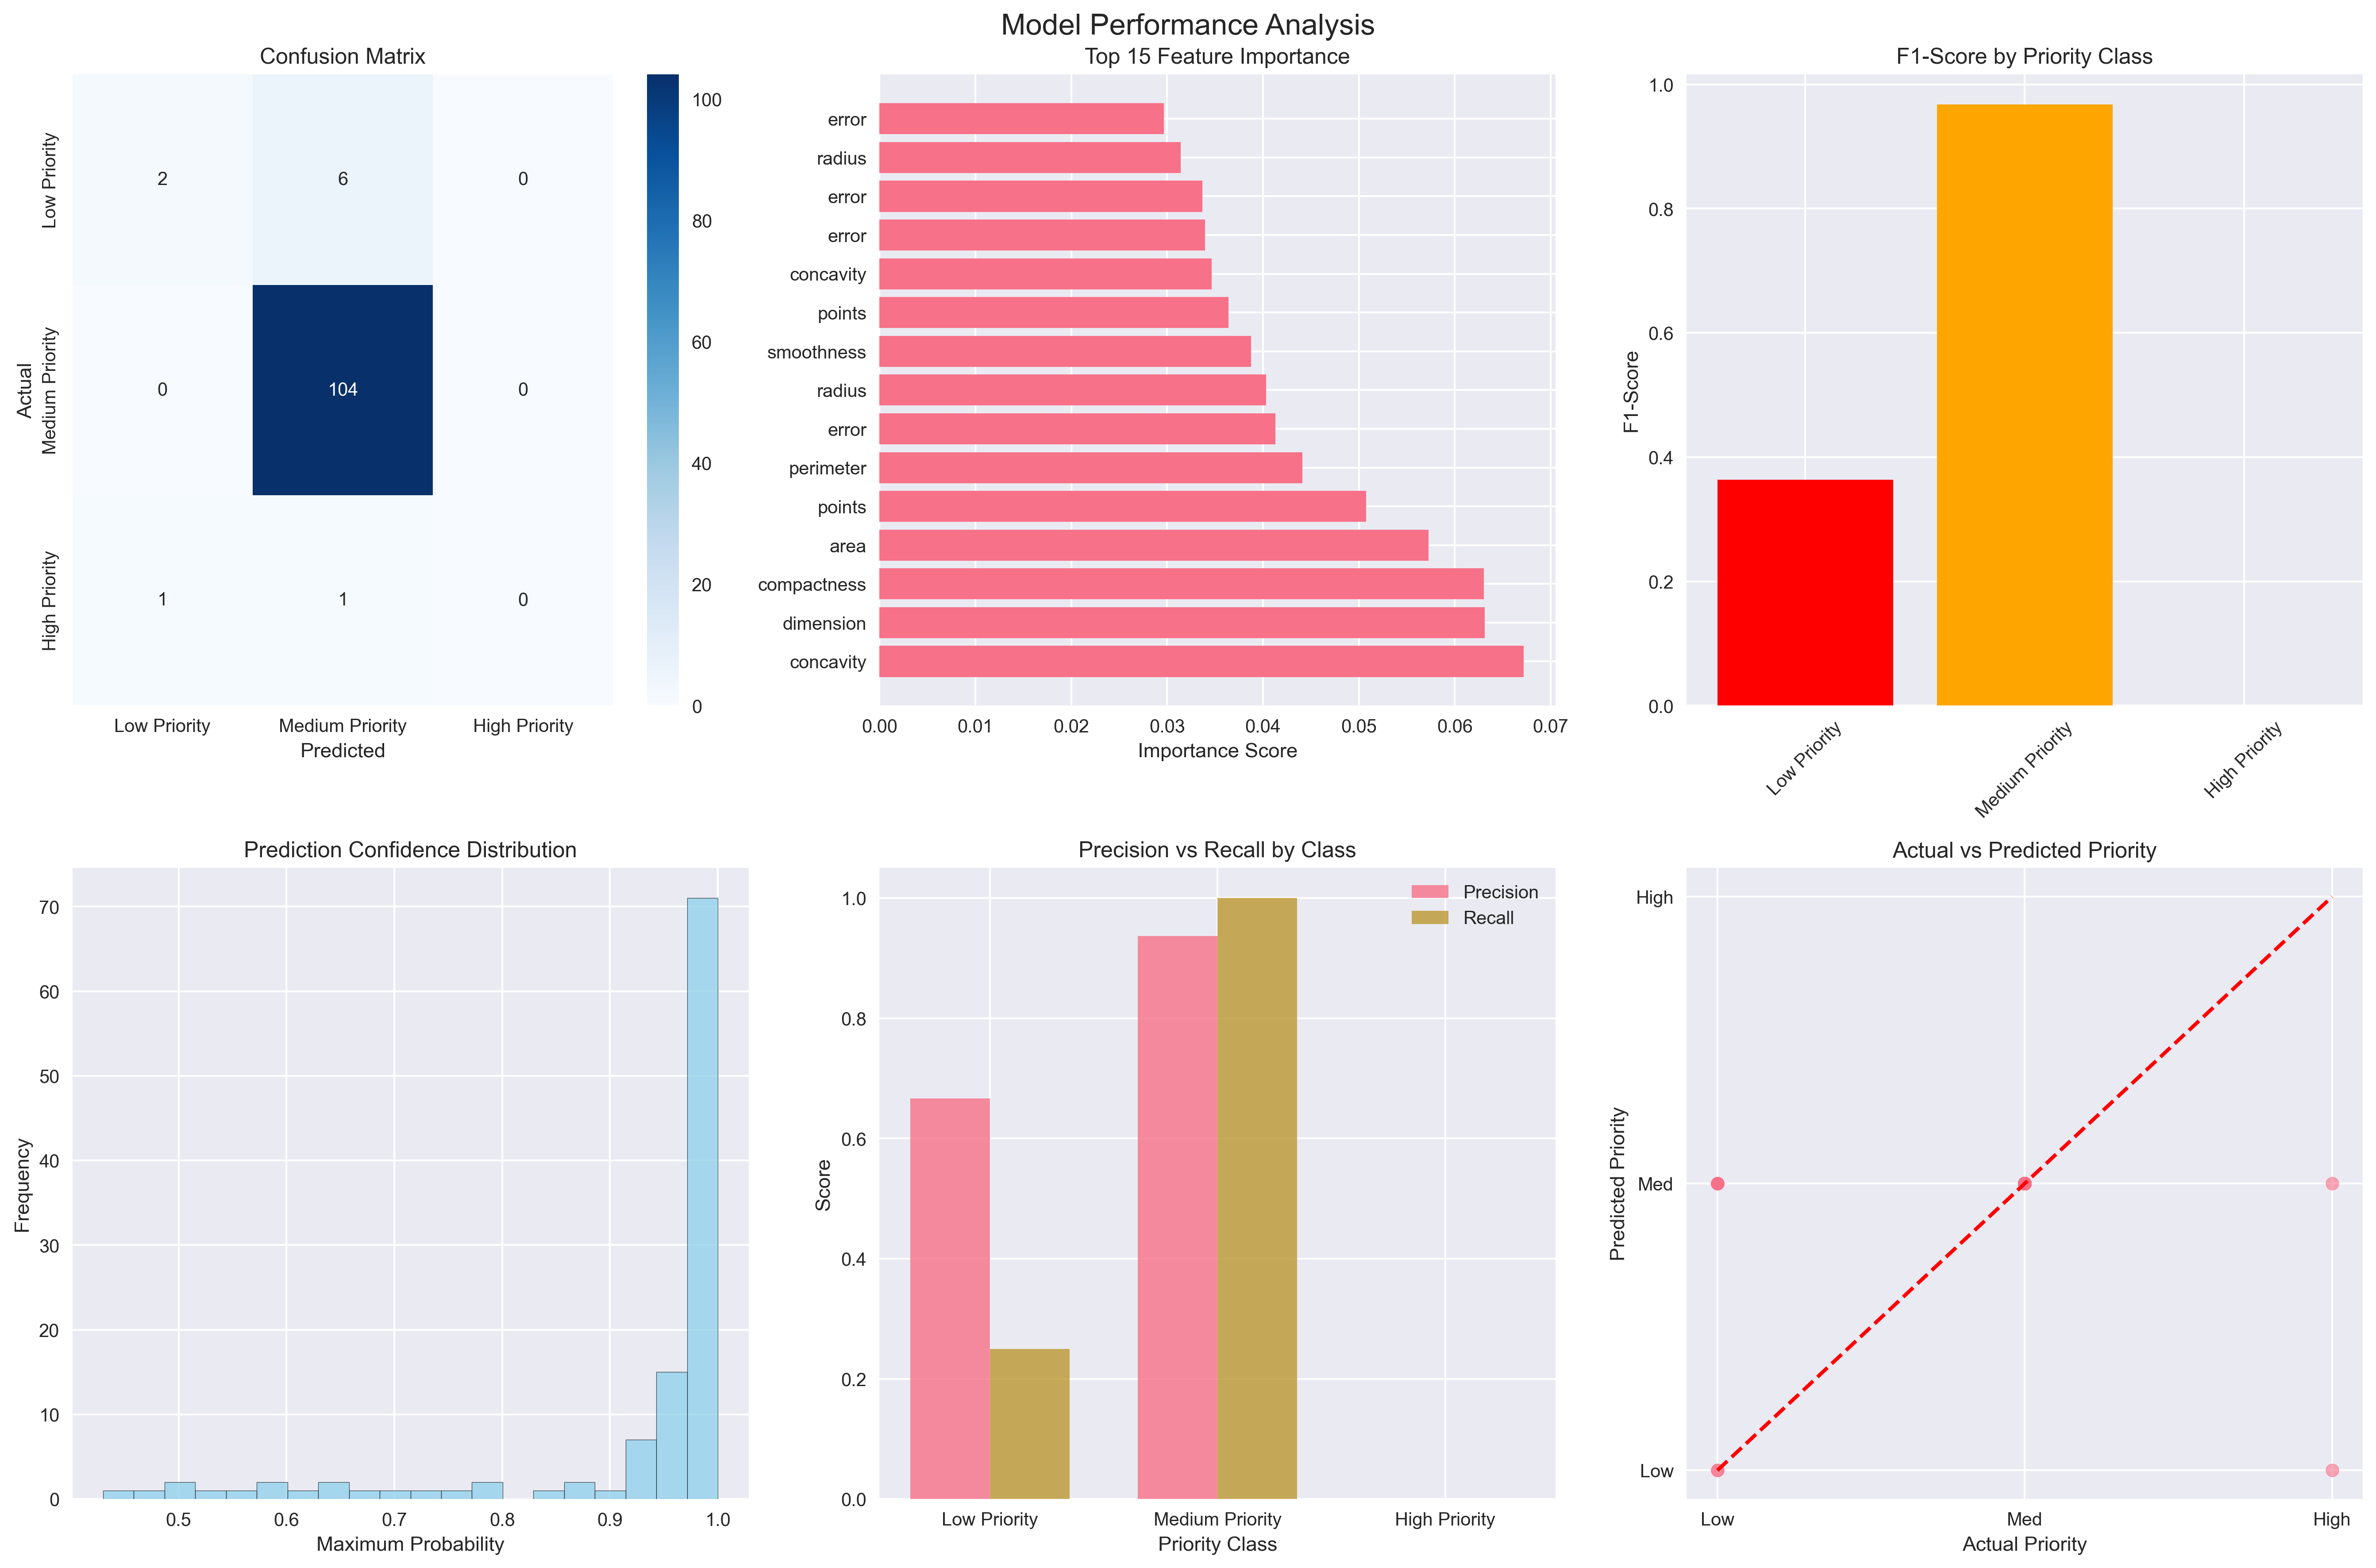 Model Performance Analysis
Confusion Matrix
Actual
Low Priority
Medium Priority
High Priority
2
6
0
0
104
0
1
1
0
Low Priority
Medium Priority
High Priority
Predicted
100
80
60
40
20
0
Top 15 Feature Importance
error
radius
error
error
concavity
points
smoothness
radius
error
perimeter
points
area
compactness
dimension
concavity
0.00
0.01
0.02
0.03
0.04
0.05
0.06
0.07
Importance Score
F1-Score by Priority Class
F1-Score
1.0
0.8
0.6
0.4
0.2
0.0
Low Priority
Medium Priority
High Priority
Prediction Confidence Distribution
Frequency
70
60
50
40
30
20
10
0
0.5
0.6
0.7
0.8
0.9
1.0
Maximum Probability
Precision vs Recall by Class
Precision
Recall
Score
1.0
0.8
0.6
0.4
0.2
0.0
Low Priority
Medium Priority
High Priority
Priority Class
Actual vs Predicted Priority
Predicted Priority
High
Med
Low
Low
Med
High
Actual Priority